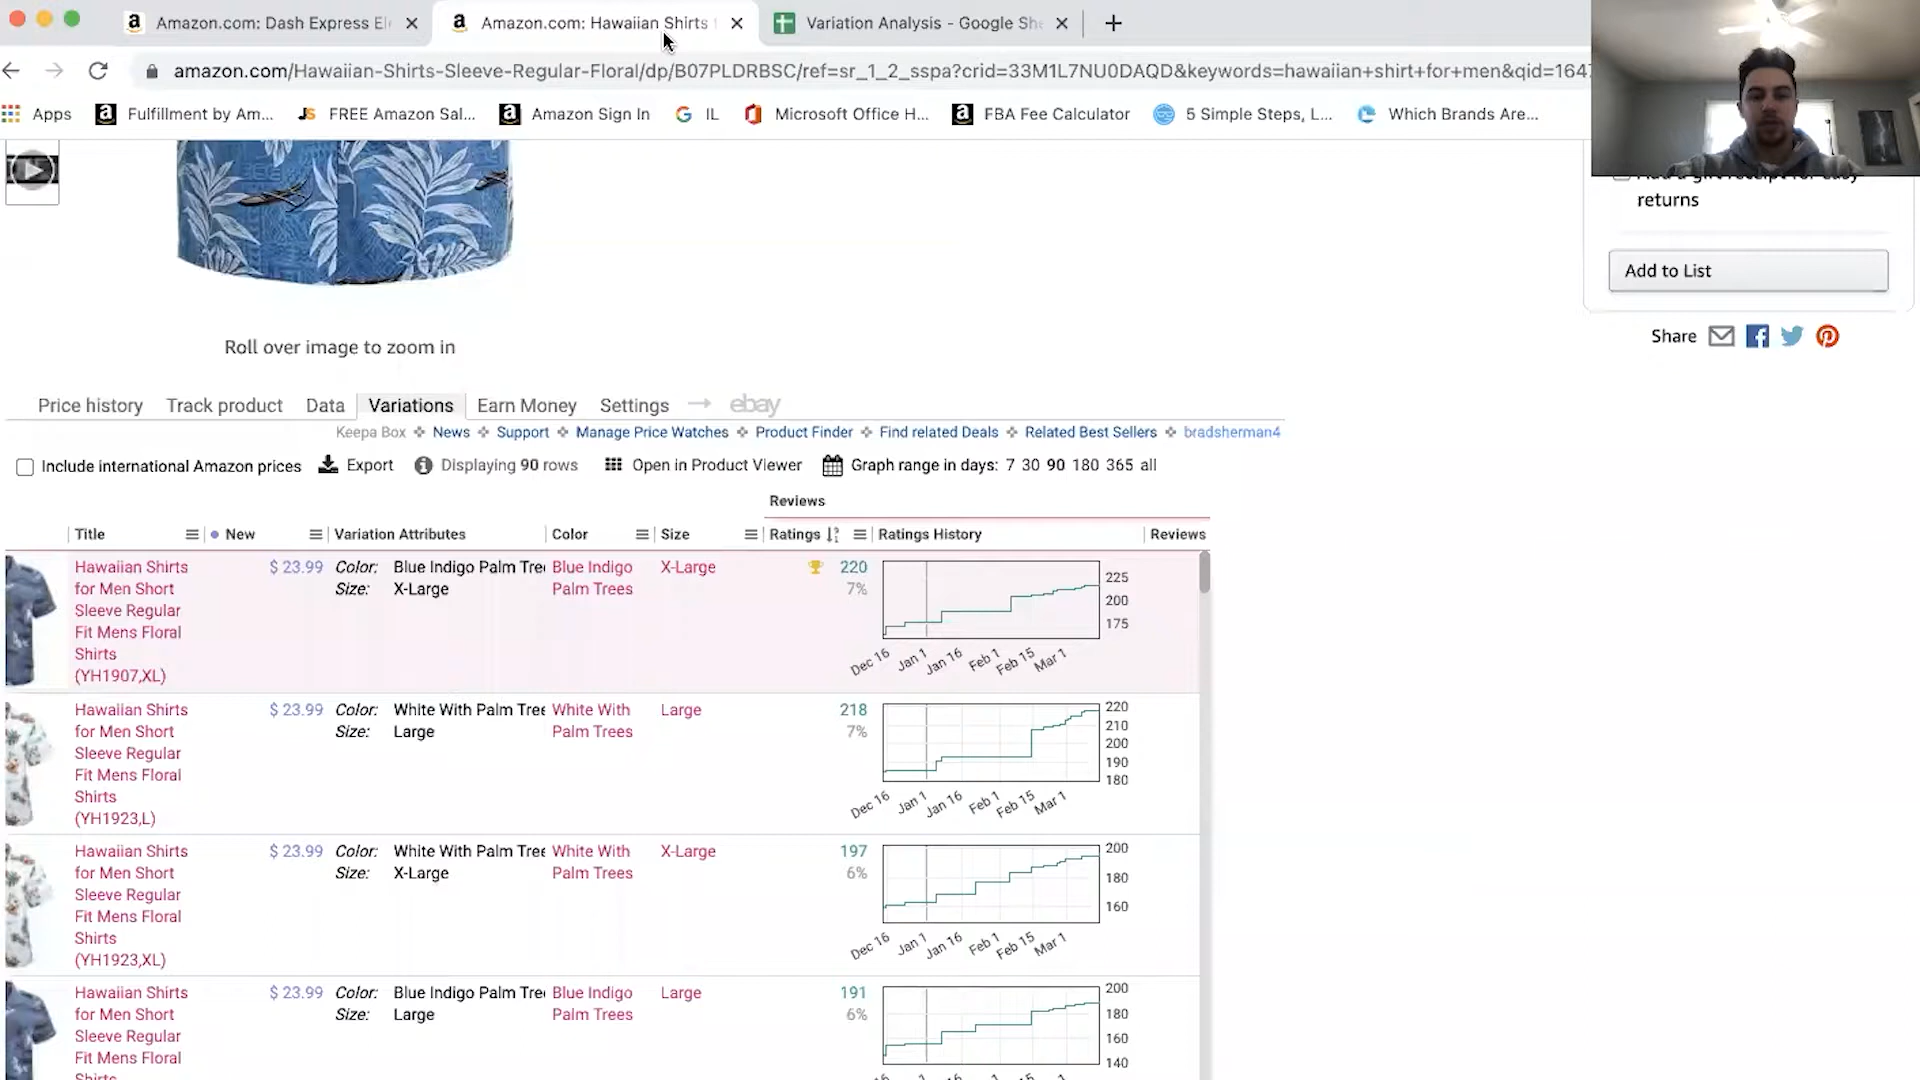 Amazon.com: Dash Express El
Amazon.com: Hawaiian Shirts
Variation Analysis - Google She
amazon.com/Hawaiian-Shirts-Sleeve-Regular-Floral/dp/B07PLDRBSC/ref=sr_1_2_sspa?crid=33M1L7NU0DAQD&keywords=hawaiian+shirt+for+men&qid=164
Apps
Fulfillment by Am...
FREE Amazon Sal...
Amazon Sign In
IL
Microsoft Office H...
FBA Fee Calculator
5 Simple Steps, L...
Which Brands Are...
Add a gift receipt for easy
returns
Add to List
Share
Roll over image to zoom in
Price history
Track product
Data
Variations
Earn Money
Settings
ebay
Keepa Box
News
Support
Manage Price Watches
Product Finder
Find related Deals
Related Best Sellers
bradsherman4
Include international Amazon prices
Export
Displaying 90 rows
Open in Product Viewer
Graph range in days: 7 30 90 180 365 all
Reviews
Title
New
Variation Attributes
Color
Size
Ratings
Ratings History
Reviews
Hawaiian Shirts
for Men Short
Sleeve Regular
Fit Mens Floral
Shirts
(YH1907,XL)
$ 23.99
Color: Blue Indigo Palm Tree
Size: X-Large
Blue Indigo
Palm Trees
X-Large
220
7%
225
200
175
Dec 16 Jan 1 Jan 16 Feb 1 Feb 15 Mar 1
Hawaiian Shirts
for Men Short
Sleeve Regular
Fit Mens Floral
Shirts
(YH1923,L)
$ 23.99
Color: White With Palm Tree
Size: Large
White With
Palm Trees
Large
218
7%
220
210
200
190
180
Dec 16 Jan 1 Jan 16 Feb 1 Feb 15 Mar 1
Hawaiian Shirts
for Men Short
Sleeve Regular
Fit Mens Floral
Shirts
(YH1923,XL)
$ 23.99
Color: White With Palm Tree
Size: X-Large
White With
Palm Trees
X-Large
197
6%
200
180
160
Dec 16 Jan 1 Jan 16 Feb 1 Feb 15 Mar 1
Hawaiian Shirts
for Men Short
Sleeve Regular
Fit Mens Floral
Shirts
$ 23.99
Color: Blue Indigo Palm Tree
Size: Large
Blue Indigo
Palm Trees
Large
191
6%
200
180
160
140